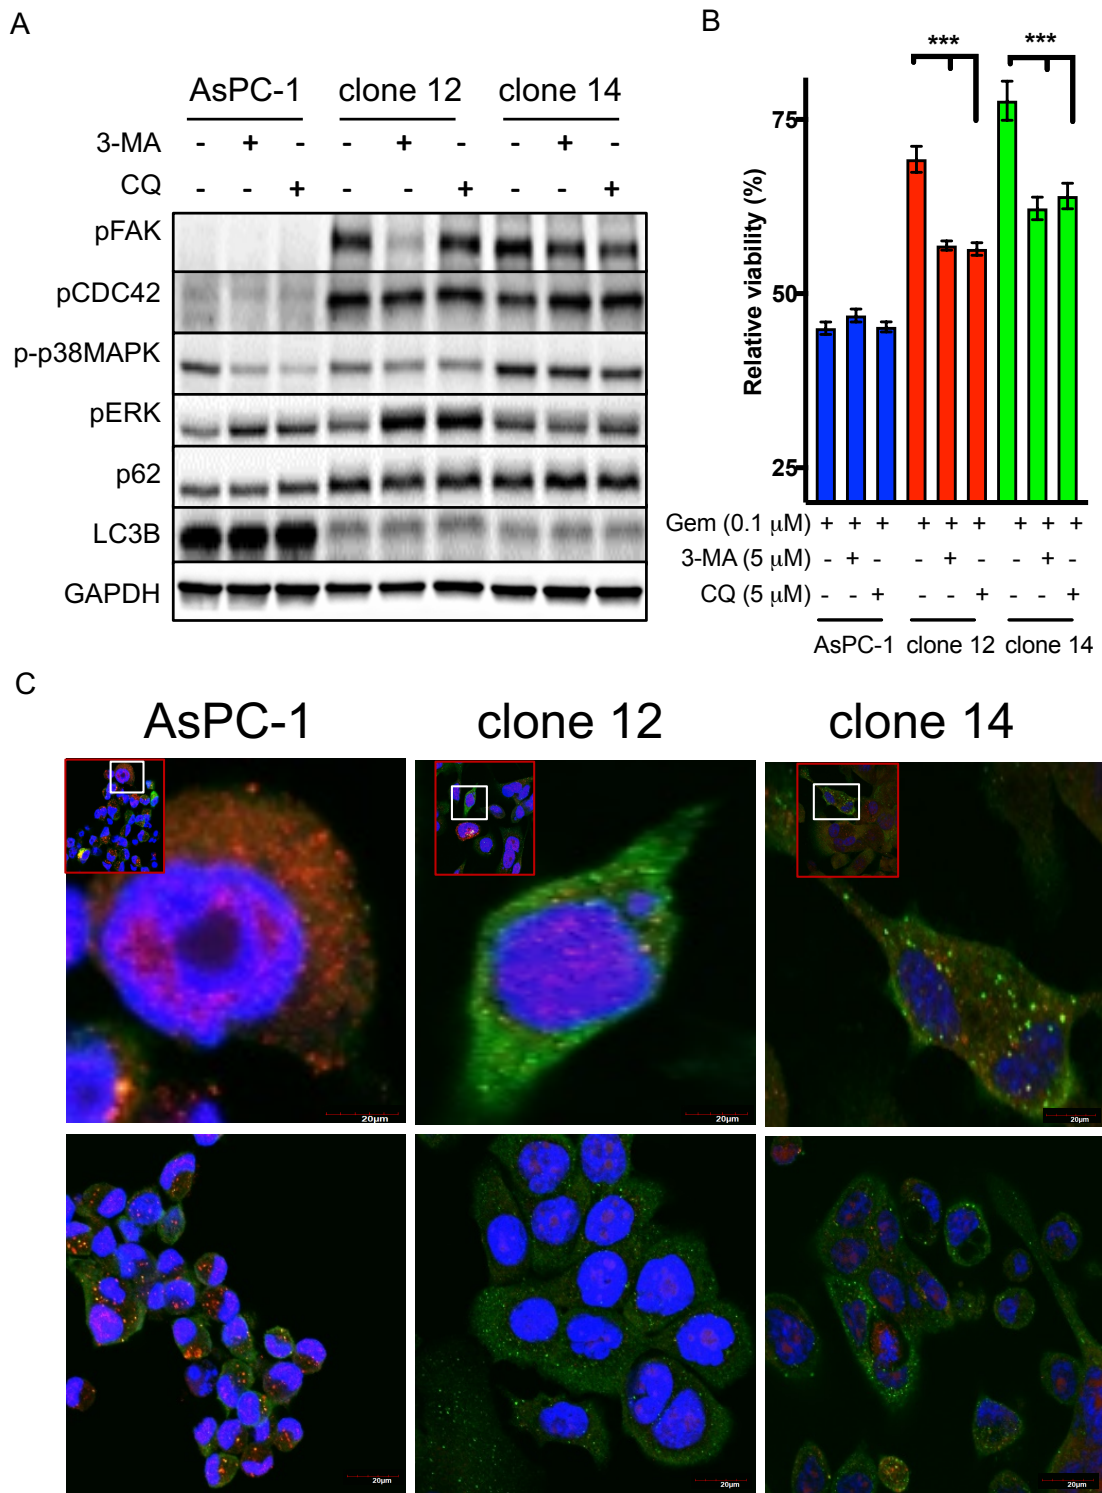 A
AsPC-1 clone 12 clone 14
3-MA - + - - + - - + -
CQ - - + - - + - - +
pFAK
pCDC42
p-p38MAPK
pERK
p62
LC3B
GAPDH
B
*** ***
75
50
25
Relative viability (%)
Gem (0.1 μM) + + + + + + + + +
3-MA (5 μM) - + - - + - - + -
CQ (5 μM) - - + - - + - - +
AsPC-1 clone 12 clone 14
C
AsPC-1 clone 12 clone 14
20μm 20μm 20μm
20μm 20μm 20μm